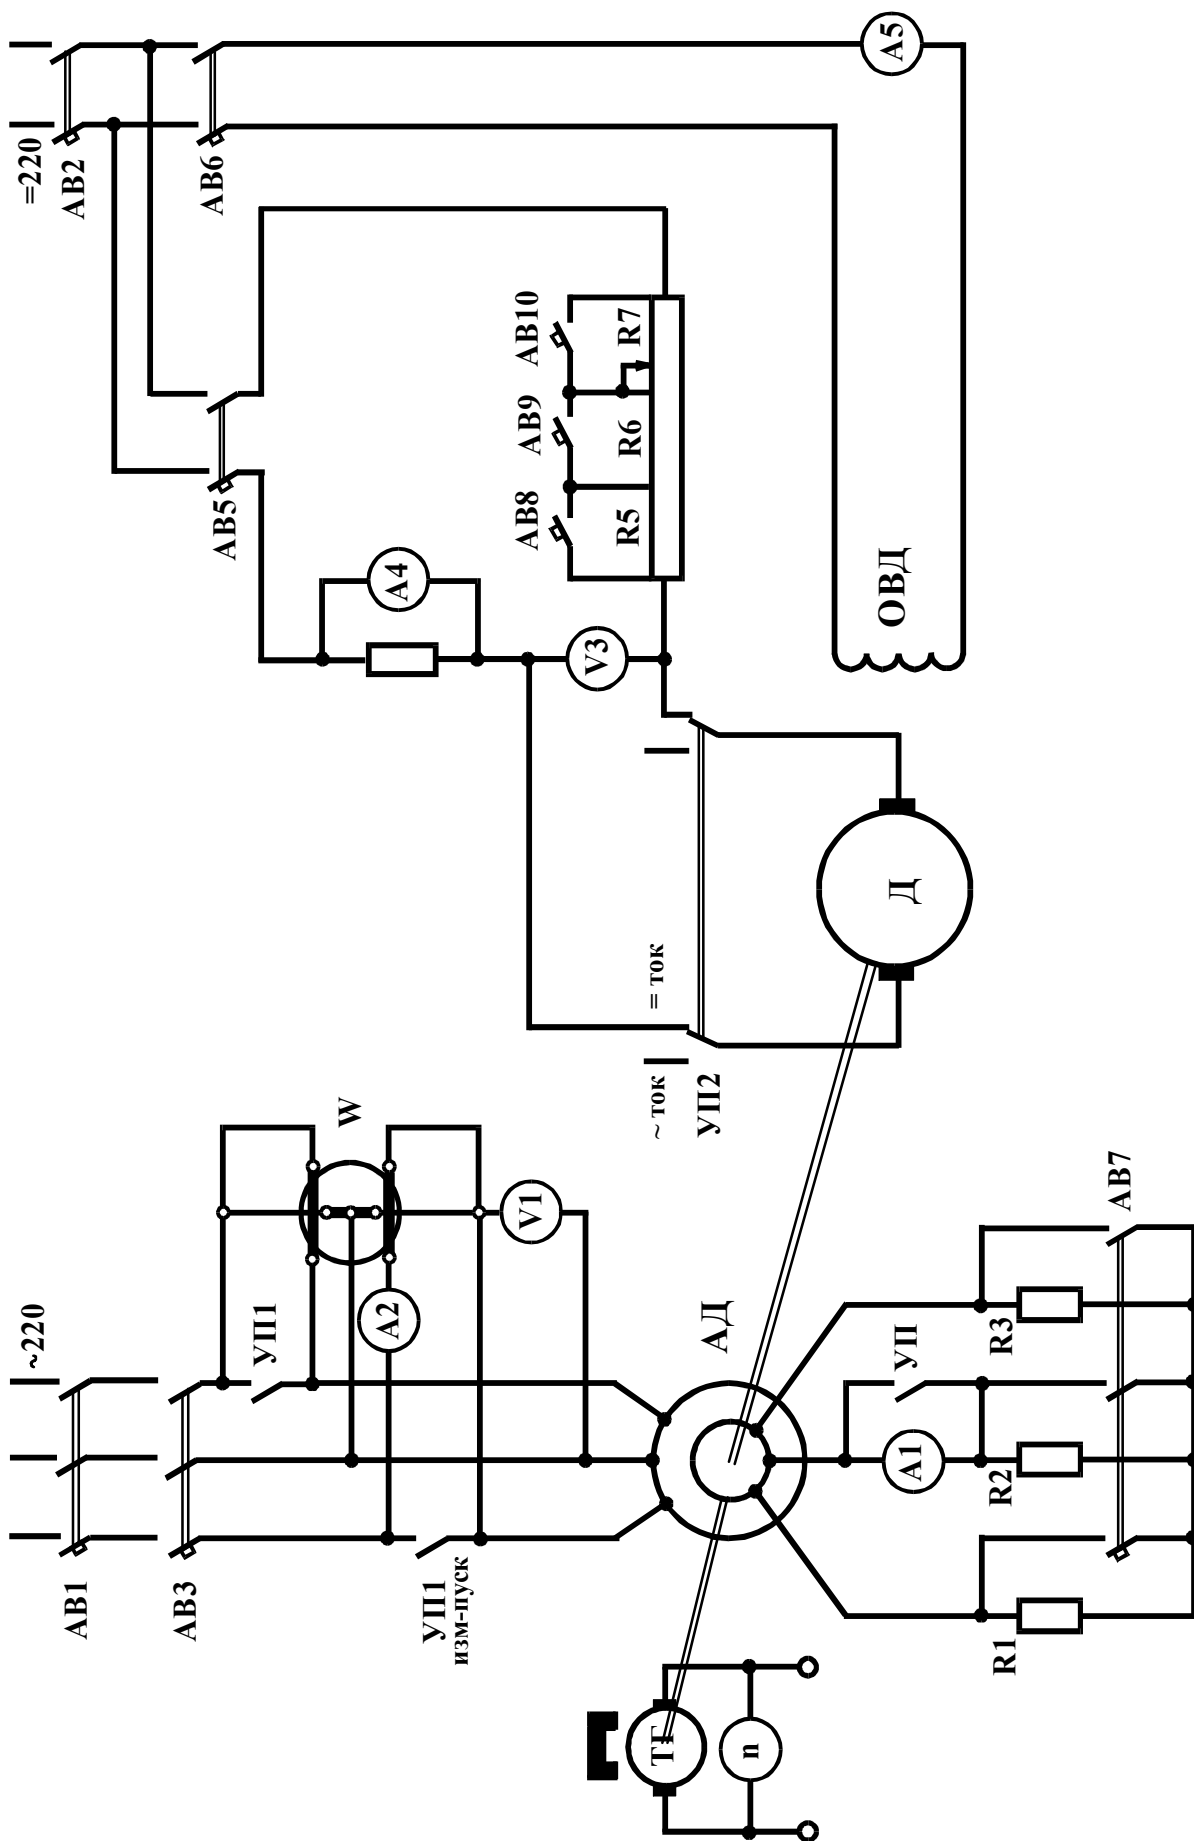 ~220
=220
АВ1
АВ2
АВ3
АВ6
УП1
W
АВ5
А5
А2
V1
А4
УП1
изм-пуск
АВ8
АВ9
АВ10
~ ток
= ток
УП2
V3
R5
R6
R7
ТГ
n
АД
Д
ОВД
УП
А1
R1
R2
R3
АВ7